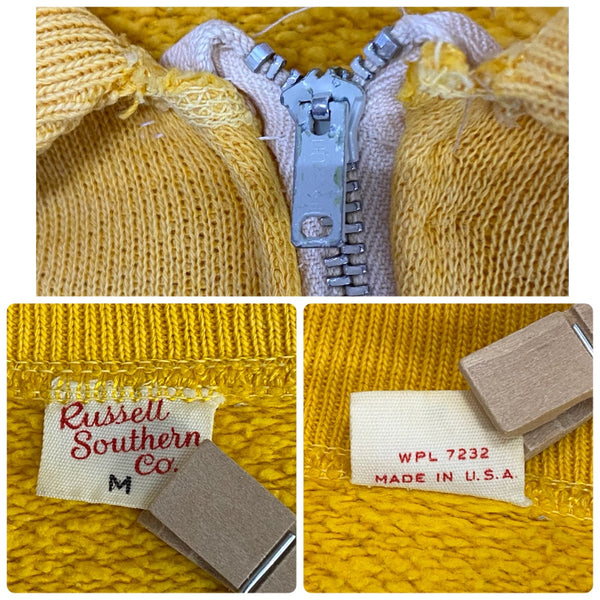 Russell
Southern
Co.
M
WPL 7232
MADE IN U.S.A.